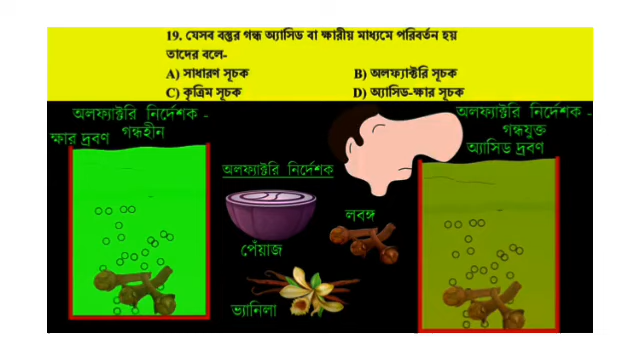 19. যেসব বস্তুর গন্ধ অ্যাসিড বা ক্ষারীয় মাধ্যমে পরিবর্তন হয়
তাদের বলে-
A) সাধারণ সূচক B) অলফ্যাক্টরি সূচক
C) কৃত্রিম সূচক D) অ্যাসিড-ক্ষার সূচক
অলফ্যাক্টরি নির্দেশক -
গন্ধহীন
ক্ষার দ্রবণ
অলফ্যাক্টরি নির্দেশক -
গন্ধযুক্ত
অ্যাসিড দ্রবণ
অলফ্যাক্টরি নির্দেশক
পেঁয়াজ
লবঙ্গ
ভ্যানিলা